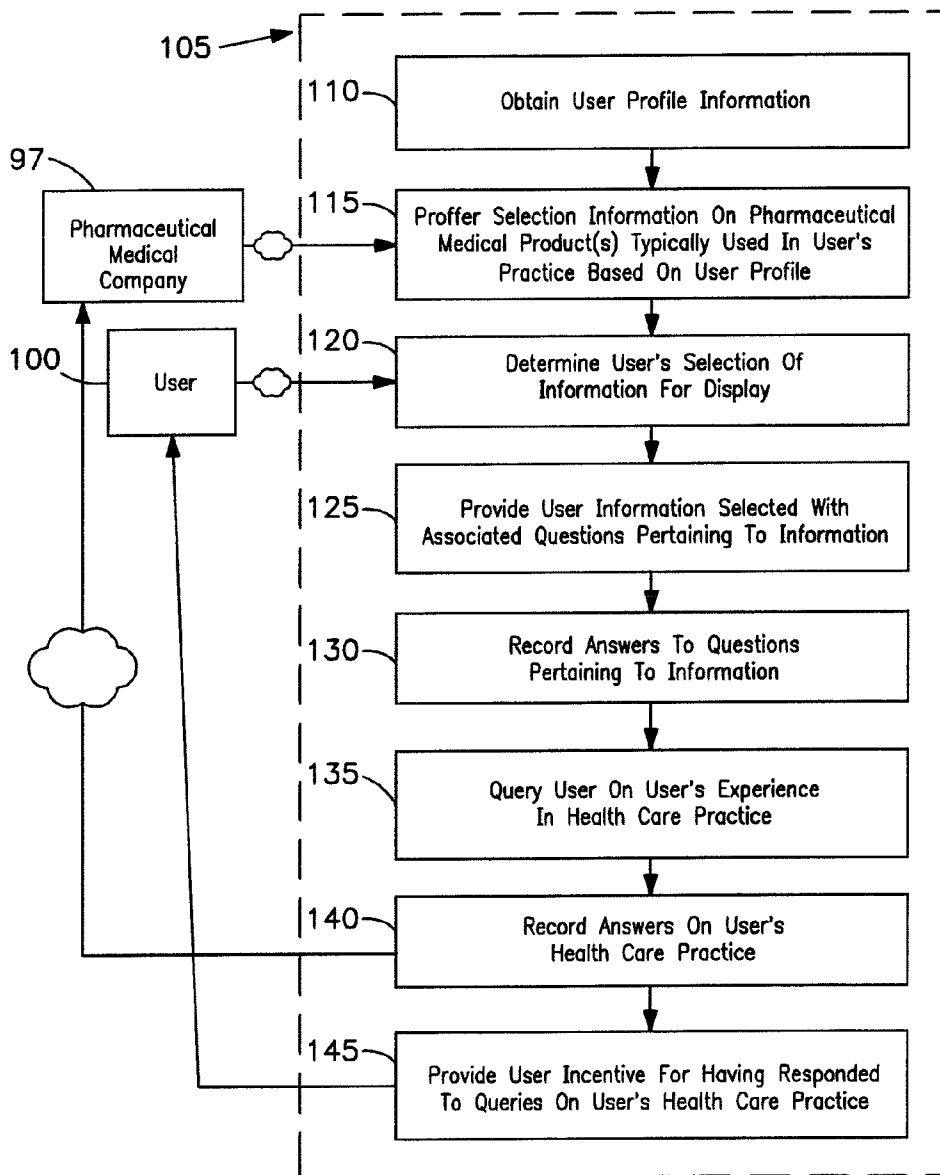 105
110
Obtain User Profile Information
97
Pharmaceutical
Medical
Company
115
Proffer Selection Information On Pharmaceutical
Medical Product(s) Typically Used In User's
Practice Based On User Profile
100
User
120
Determine User's Selection Of
Information For Display
125
Provide User Information Selected With
Associated Questions Pertaining To Information
130
Record Answers To Questions
Pertaining To Information
135
Query User On User's Experience
In Health Care Practice
140
Record Answers On User's
Health Care Practice
145
Provide User Incentive For Having Responded
To Queries On User's Health Care Practice